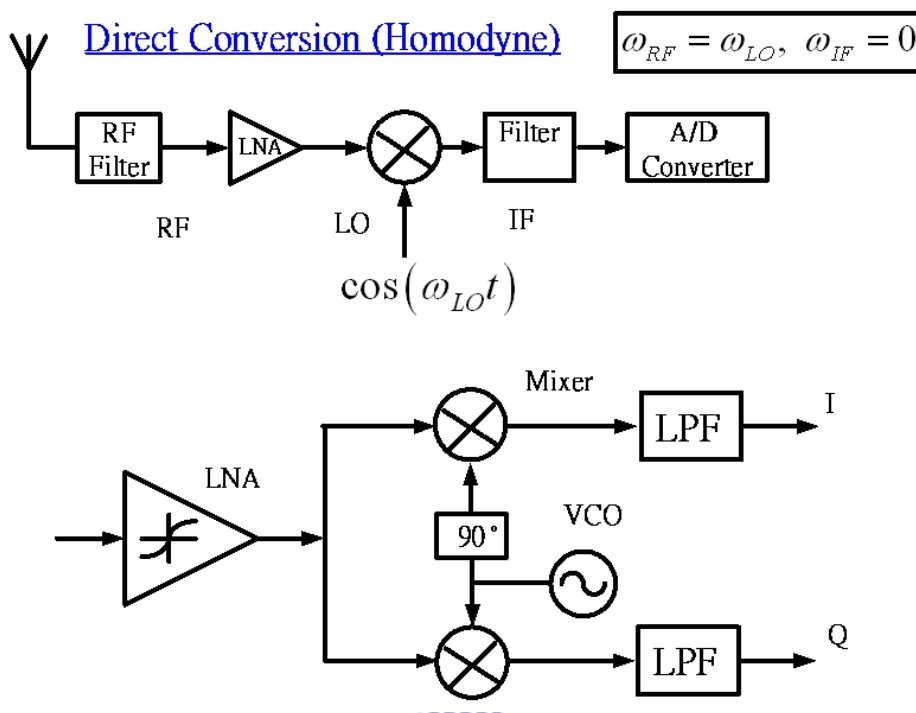 Direct Conversion (Homodyne)
ω_RF = ω_LO, ω_IF = 0
RF
Filter
LNA
Filter
A/D
Converter
RF
LO
IF
cos(ω_LO t)
Mixer
LPF
I
LNA
90°
VCO
LPF
Q